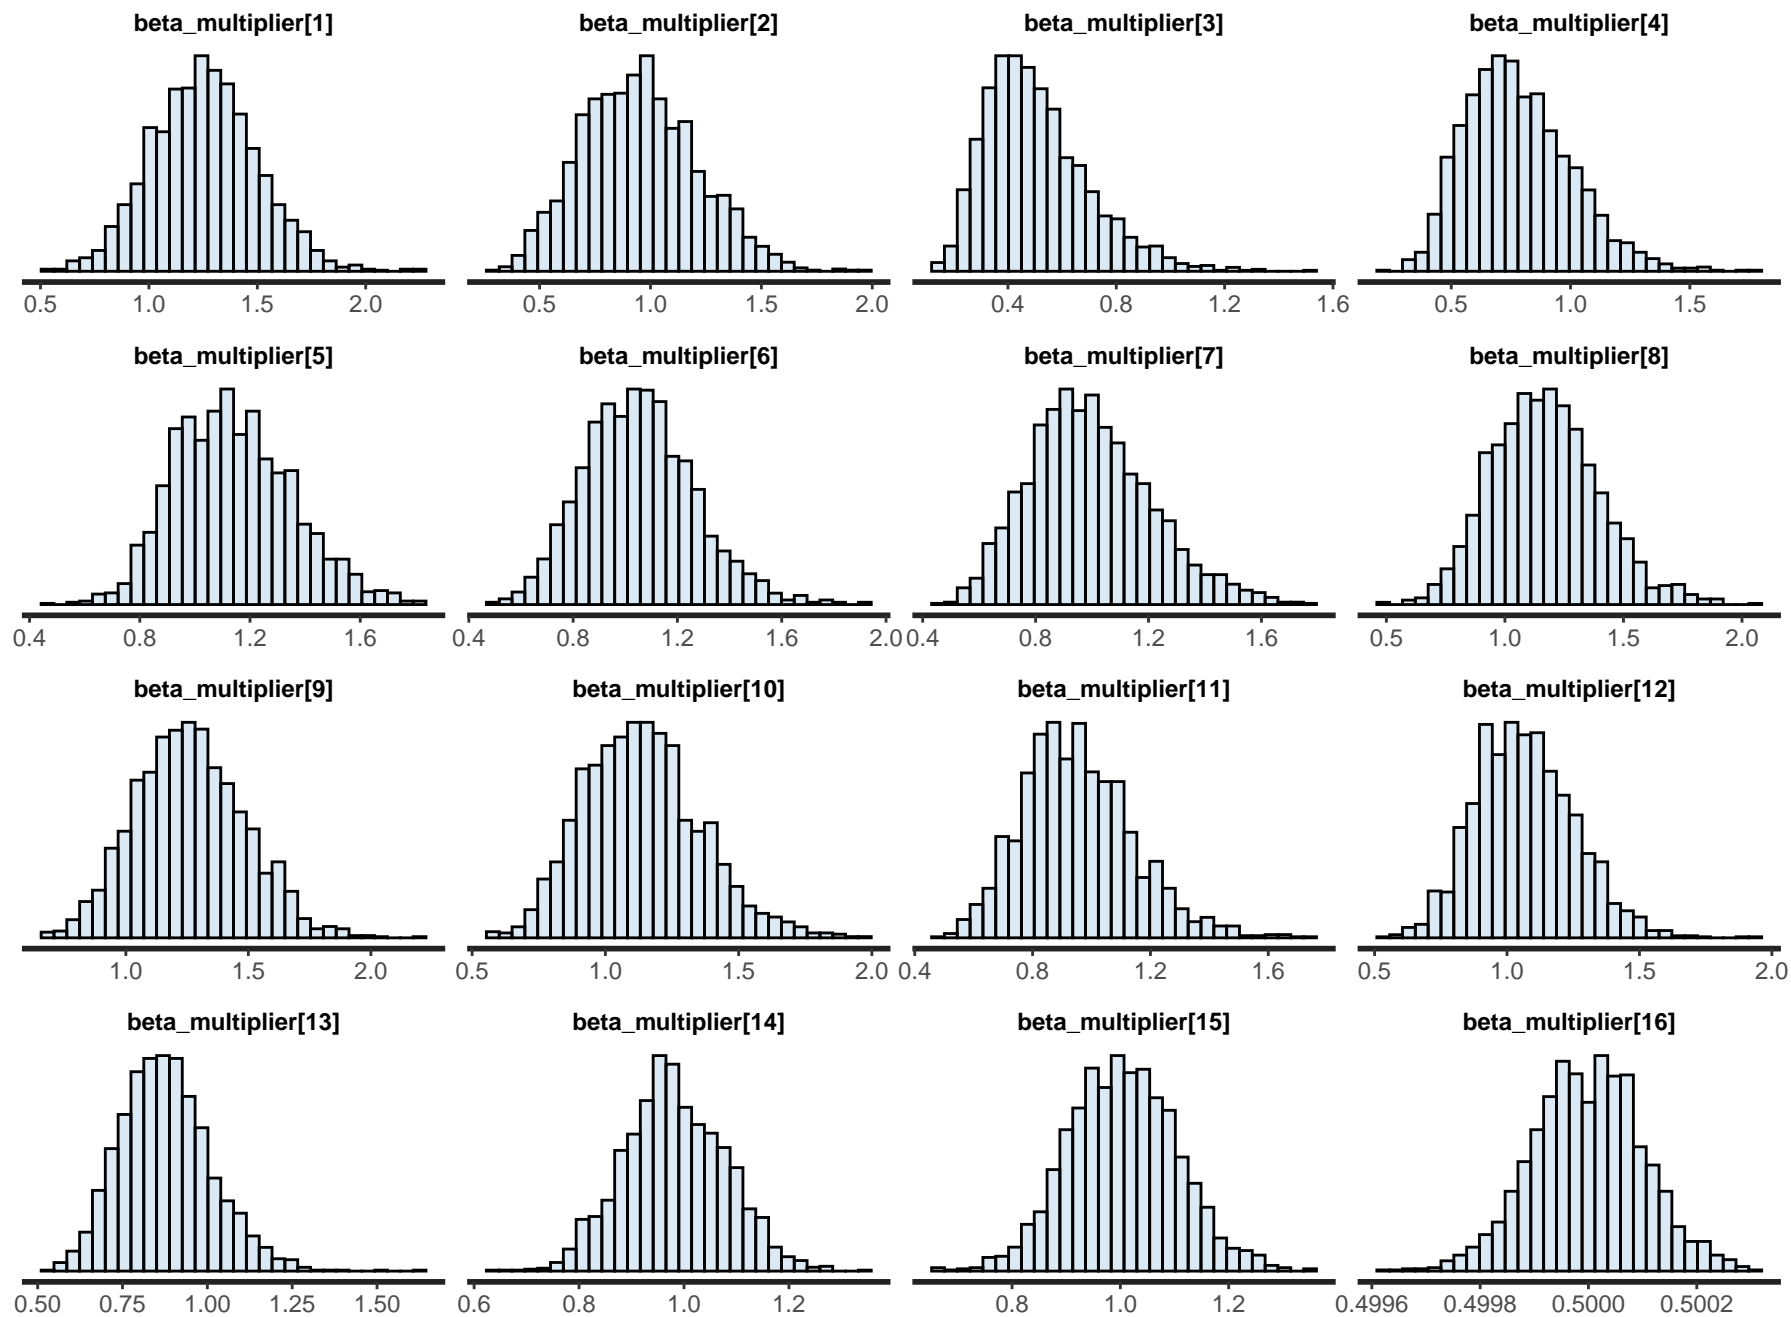 beta_multiplier[1] beta_multiplier[2] beta_multiplier[3] beta_multiplier[4]
0.5 1.0 1.5 2.0 0.5 1.0 1.5 2.0 0.4 0.8 1.2 1.6 0.5 1.0 1.5
beta_multiplier[5] beta_multiplier[6] beta_multiplier[7] beta_multiplier[8]
0.4 0.8 1.2 1.6 0.4 0.8 1.2 1.6 2.0 0.4 0.8 1.2 1.6 0.5 1.0 1.5 2.0
beta_multiplier[9] beta_multiplier[10] beta_multiplier[11] beta_multiplier[12]
1.0 1.5 2.0 0.5 1.0 1.5 2.0 0.4 0.8 1.2 1.6 0.5 1.0 1.5 2.0
beta_multiplier[13] beta_multiplier[14] beta_multiplier[15] beta_multiplier[16]
0.50 0.75 1.00 1.25 1.50 0.6 0.8 1.0 1.2 0.8 1.0 1.2 0.4996 0.4998 0.5000 0.5002